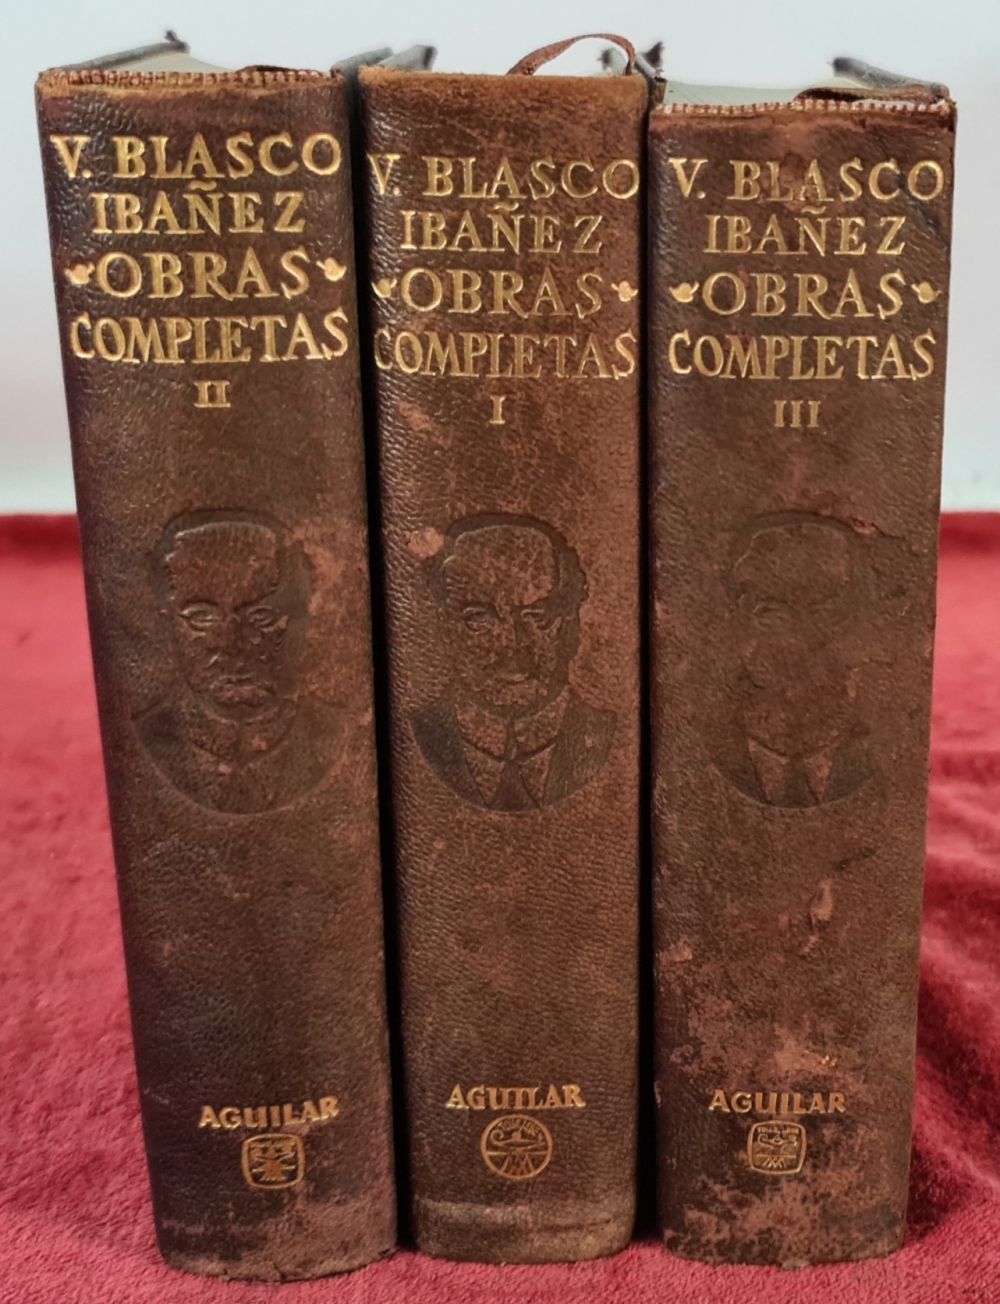 V. BLASCO
IBAÑEZ
OBRAS
COMPLETAS
II
AGUILAR
V. BLASCO
IBAÑEZ
OBRAS
COMPLETAS
I
AGUILAR
V. BLASCO
IBAÑEZ
OBRAS
COMPLETAS
III
AGUILAR